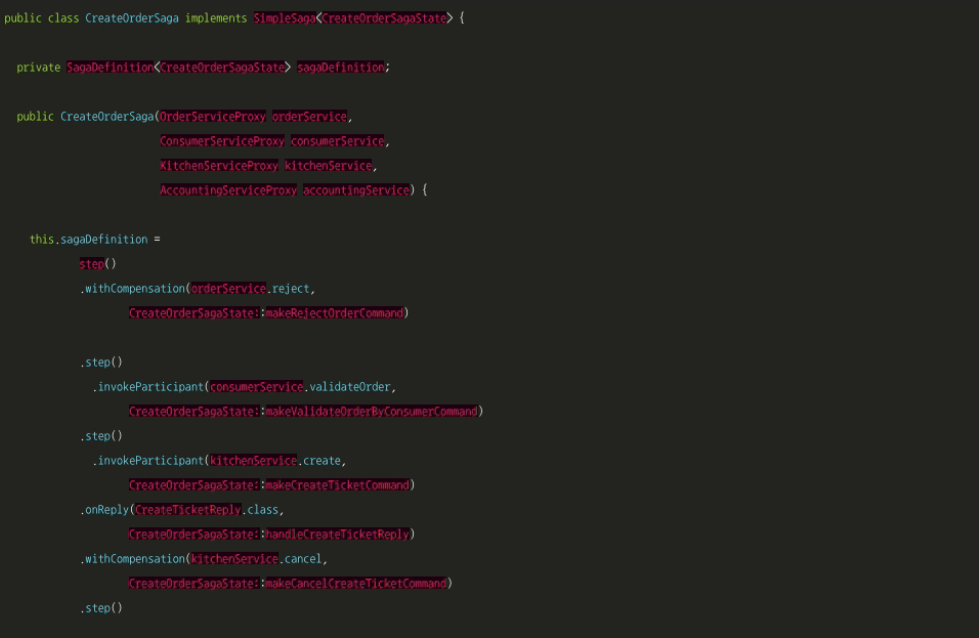 public class CreateOrderSaga implements SimpleSaga<CreateOrderSagaState> {
private SagaDefinition<CreateOrderSagaState> sagaDefinition;
public CreateOrderSaga(OrderServiceProxy orderService,
ConsumerServiceProxy consumerService,
KitchenServiceProxy kitchenService,
AccountingServiceProxy accountingService) {
this.sagaDefinition =
step()
.withCompensation(orderService.reject,
CreateOrderSagaState::makeRejectOrderCommand)
.step()
.invokeParticipant(consumerService.validateOrder,
CreateOrderSagaState::makeValidateOrderByConsumerCommand)
.step()
.invokeParticipant(kitchenService.create,
CreateOrderSagaState::makeCreateTicketCommand)
.onReply(CreateTicketReply.class,
CreateOrderSagaState::handleCreateTicketReply)
.withCompensation(kitchenService.cancel,
CreateOrderSagaState::makeCancelCreateTicketCommand)
.step()